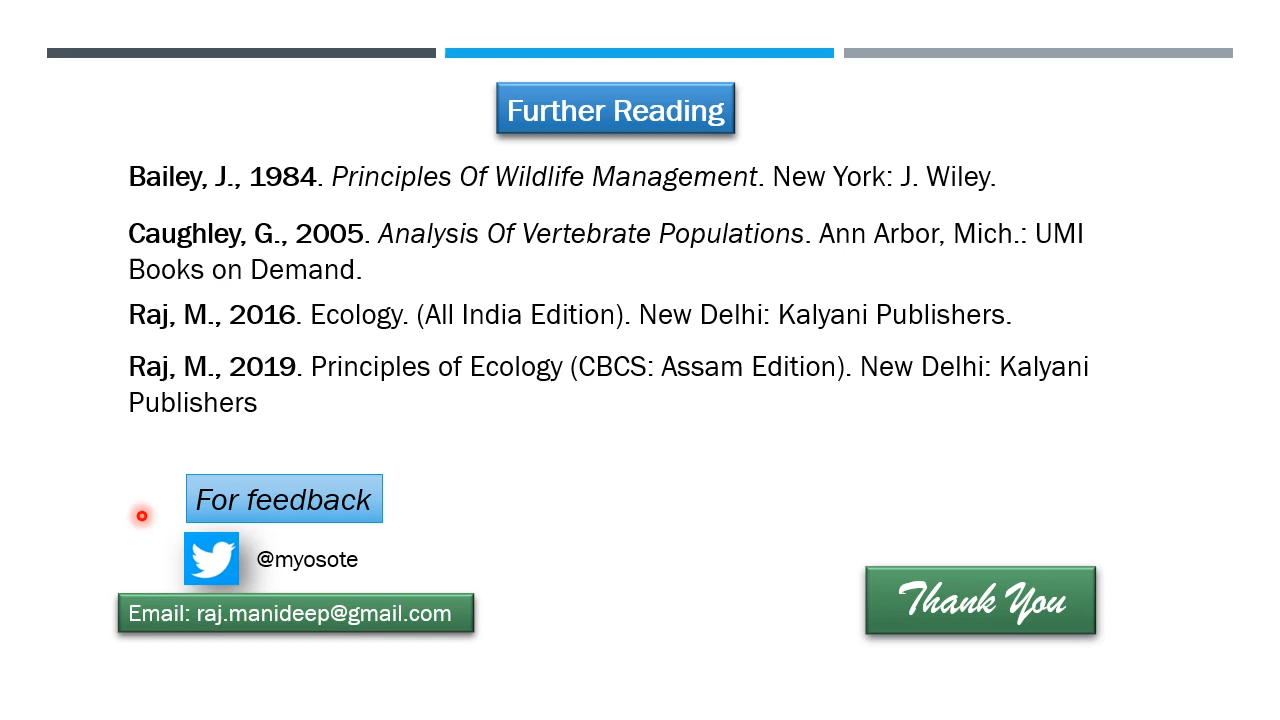 Further Reading
Bailey, J., 1984. Principles Of Wildlife Management. New York: J. Wiley.
Caughley, G., 2005. Analysis Of Vertebrate Populations. Ann Arbor, Mich.: UMI
Books on Demand.
Raj, M., 2016. Ecology. (All India Edition). New Delhi: Kalyani Publishers.
Raj, M., 2019. Principles of Ecology (CBCS: Assam Edition). New Delhi: Kalyani
Publishers
For feedback
@myosote
Email: raj.manideep@gmail.com
Thank You